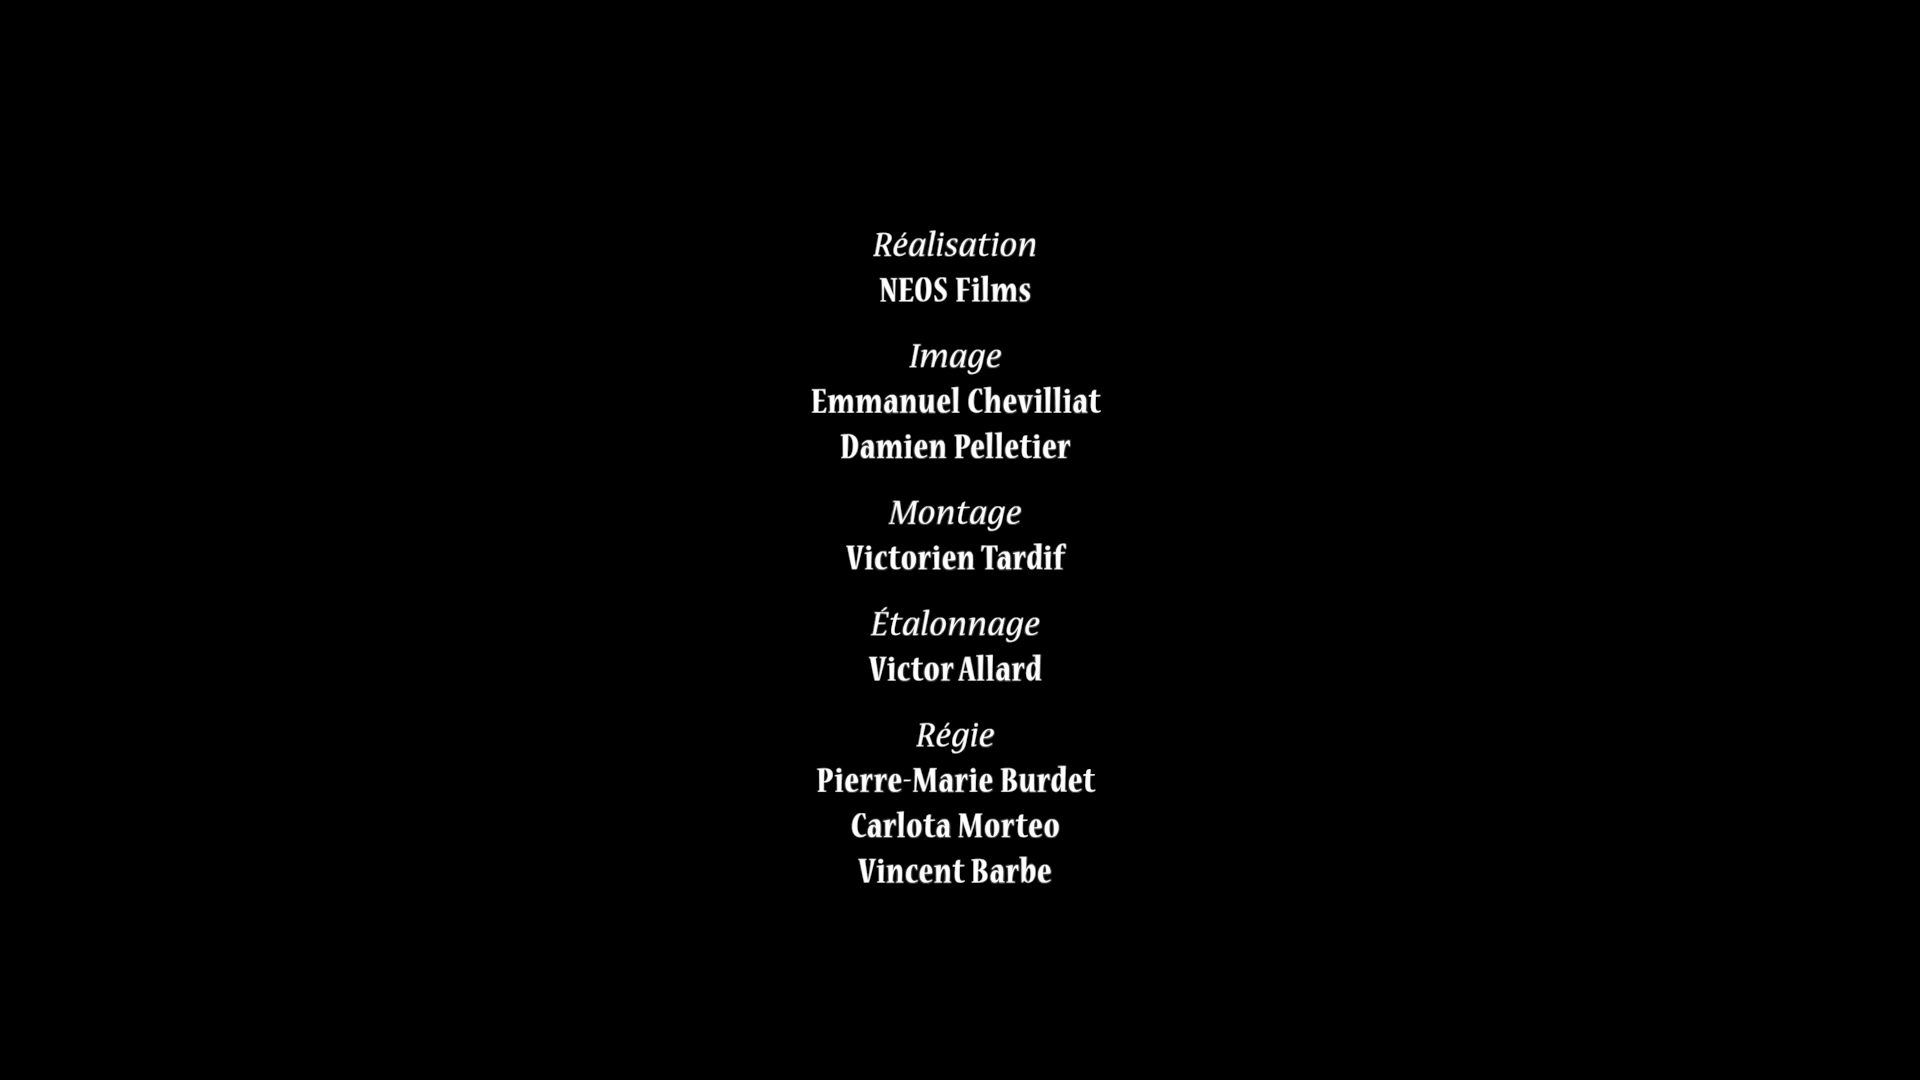 Réalisation
NEOS Films
Image
Emmanuel Chevilliat
Damien Pelletier
Montage
Victorien Tardif
Étalonnage
Victor Allard
Régie
Pierre-Marie Burdet
Carlota Morteo
Vincent Barbe